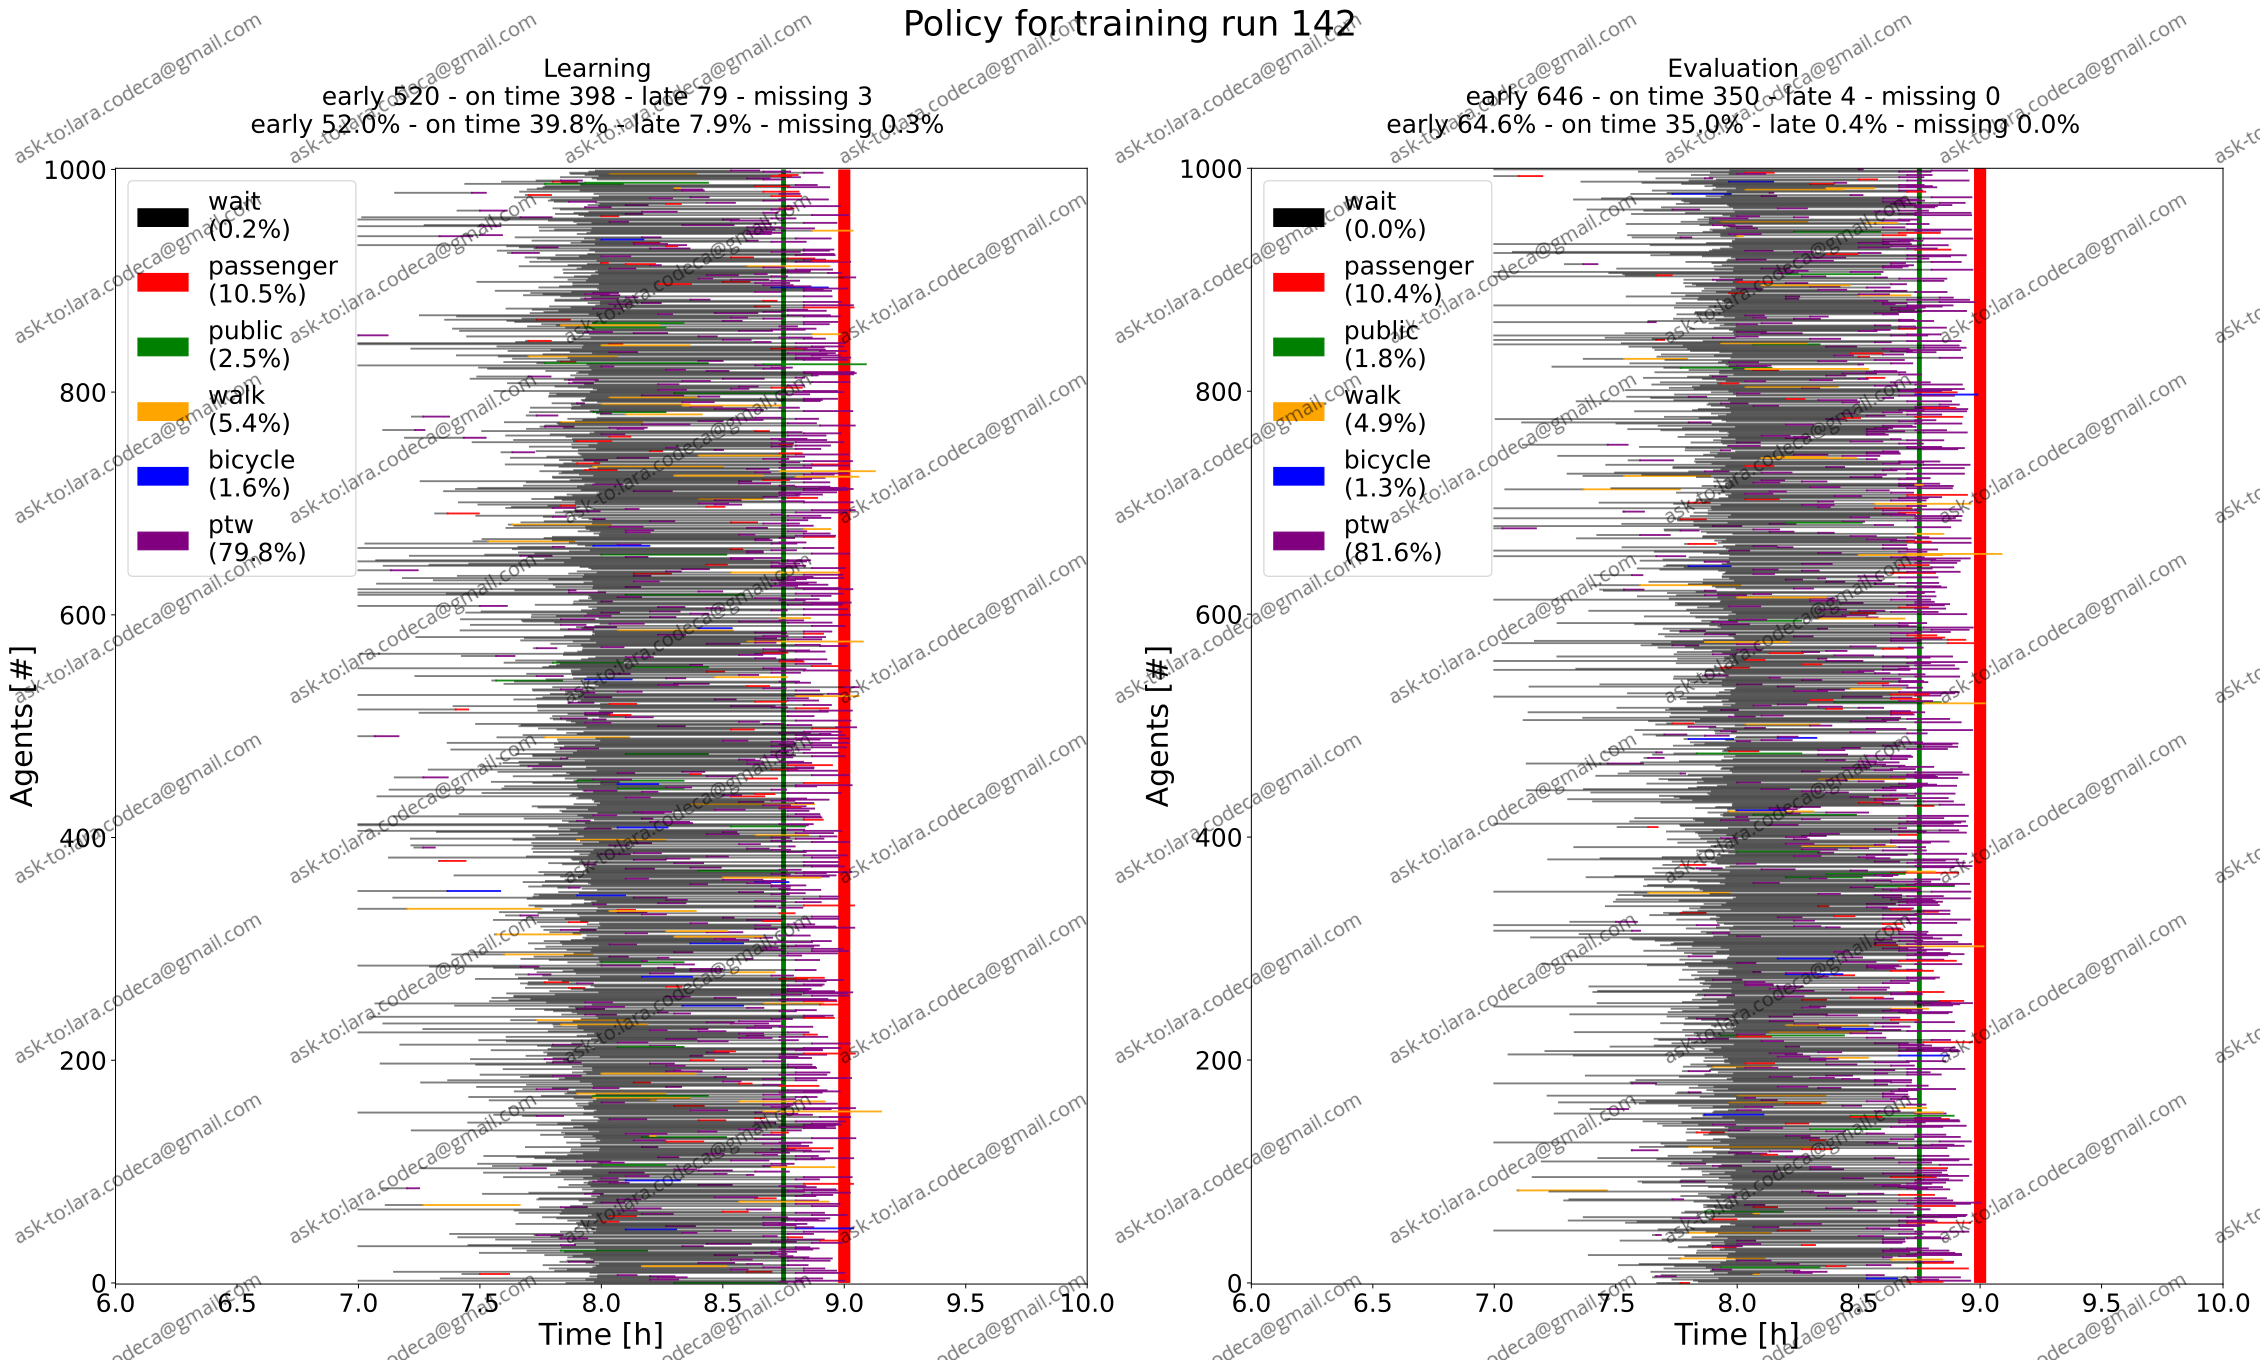 Policy for training run 142
Learning
early 520 - on time 398 - late 79 - missing 3
early 52.0% - on time 39.8% - late 7.9% - missing 0.3%
1000
800
600
400
200
0
Agents [#]
wait
(0.2%)
passenger
(10.5%)
public
(2.5%)
walk
(5.4%)
bicycle
(1.6%)
ptw
(79.8%)
6.0 6.5 7.0 7.5 8.0 8.5 9.0 9.5 10.0
Time [h]
Evaluation
early 646 - on time 350 - late 4 - missing 0
early 64.6% - on time 35.0% - late 0.4% - missing 0.0%
1000
800
600
400
200
0
Agents [#]
wait
(0.0%)
passenger
(10.4%)
public
(1.8%)
walk
(4.9%)
bicycle
(1.3%)
ptw
(81.6%)
6.0 6.5 7.0 7.5 8.0 8.5 9.0 9.5 10.0
Time [h]
ask-to:lara.codeca@gmail.com